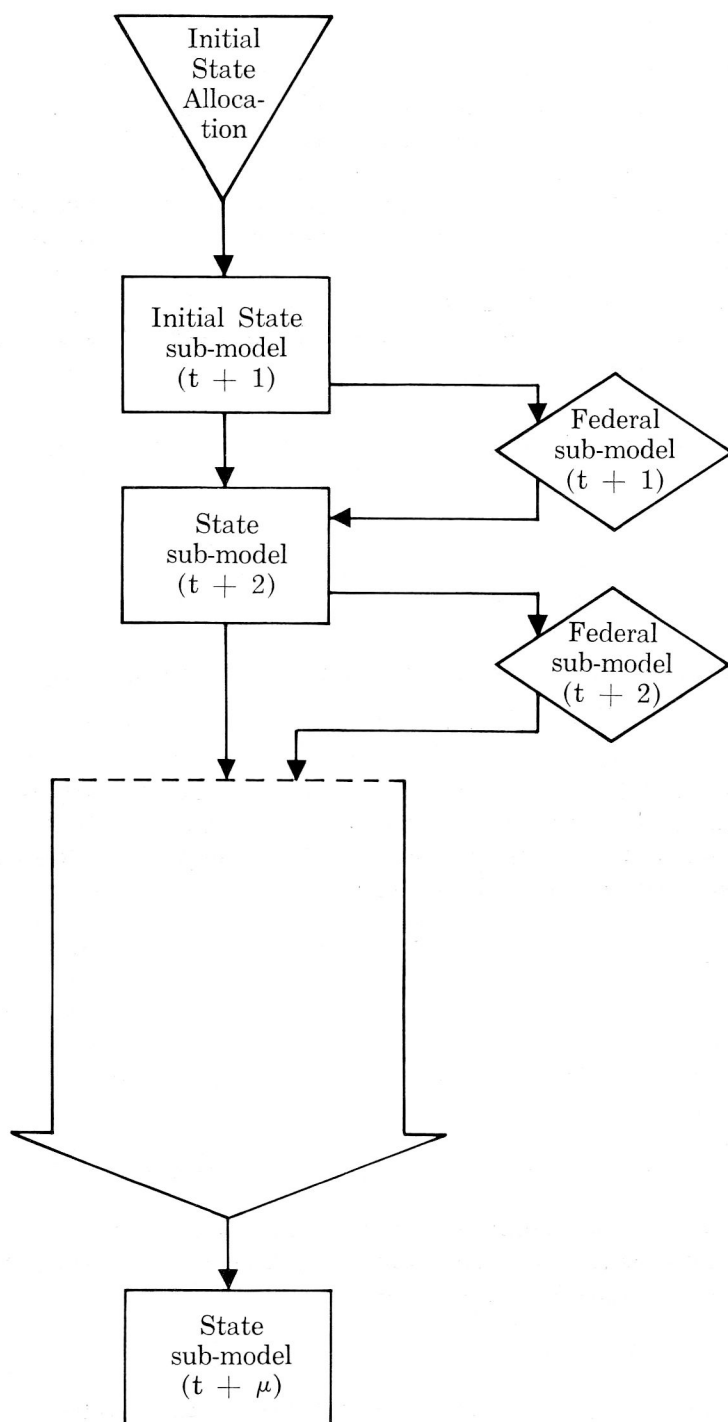 Initial
State
Alloca-
tion
Initial State
sub-model
(t + 1)
Federal
sub-model
(t + 1)
State
sub-model
(t + 2)
Federal
sub-model
(t + 2)
State
sub-model
(t + μ)